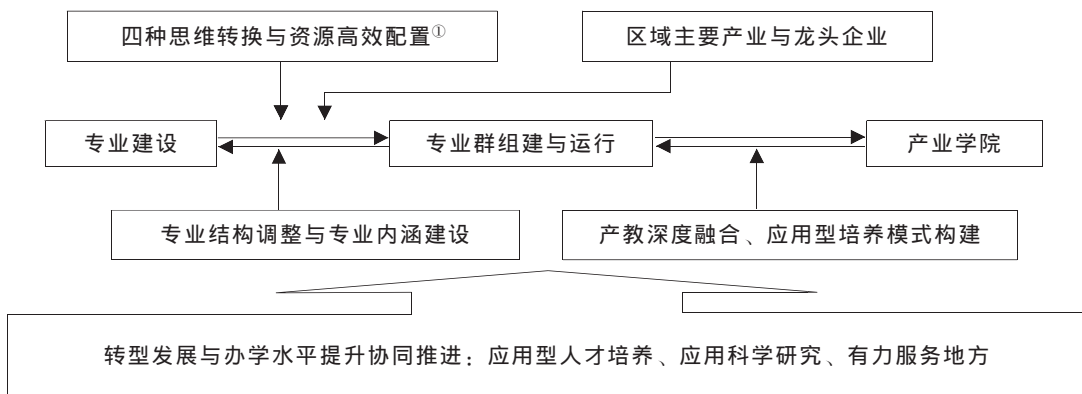 四种思维转换与资源高效配置①
区域主要产业与龙头企业
专业建设
专业群组建与运行
产业学院
专业结构调整与专业内涵建设
产教深度融合、应用型培养模式构建
转型发展与办学水平提升协同推进：应用型人才培养、应用科学研究、有力服务地方